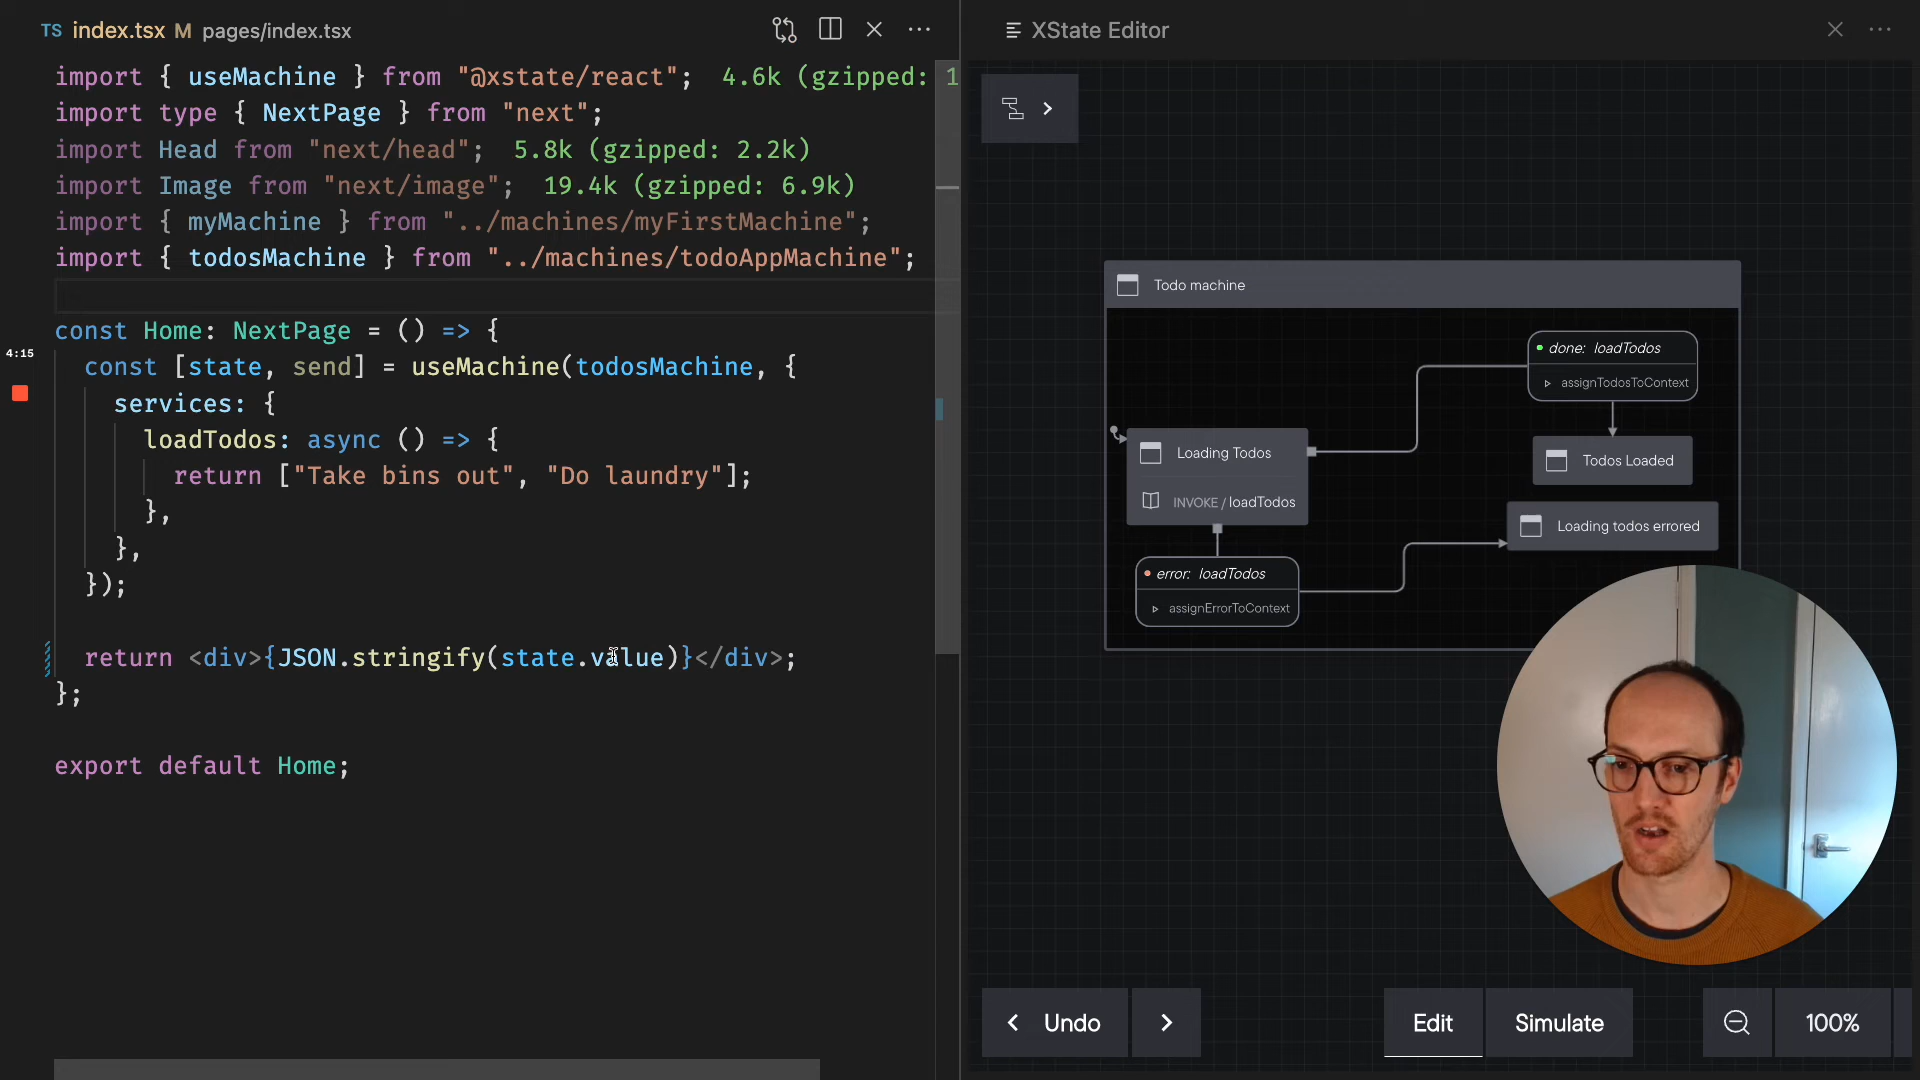 TS index.tsx M pages/index.tsx
import { useMachine } from "@xstate/react"; 4.6k (gzipped: 1
import type { NextPage } from "next";
import Head from "next/head"; 5.8k (gzipped: 2.2k)
import Image from "next/image"; 19.4k (gzipped: 6.9k)
import { myMachine } from "../machines/myFirstMachine";
import { todosMachine } from "../machines/todoAppMachine";
const Home: NextPage = () => {
4:15
const [state, send] = useMachine(todosMachine, {
services: {
loadTodos: async () => {
return ["Take bins out", "Do laundry"];
},
},
});
return <div>{JSON.stringify(state.value)}</div>;
};
export default Home;
XState Editor
Todo machine
done: loadTodos
assignTodosToContext
Loading Todos
INVOKE / loadTodos
Todos Loaded
Loading todos errored
error: loadTodos
assignErrorToContext
Undo
Edit
Simulate
100%